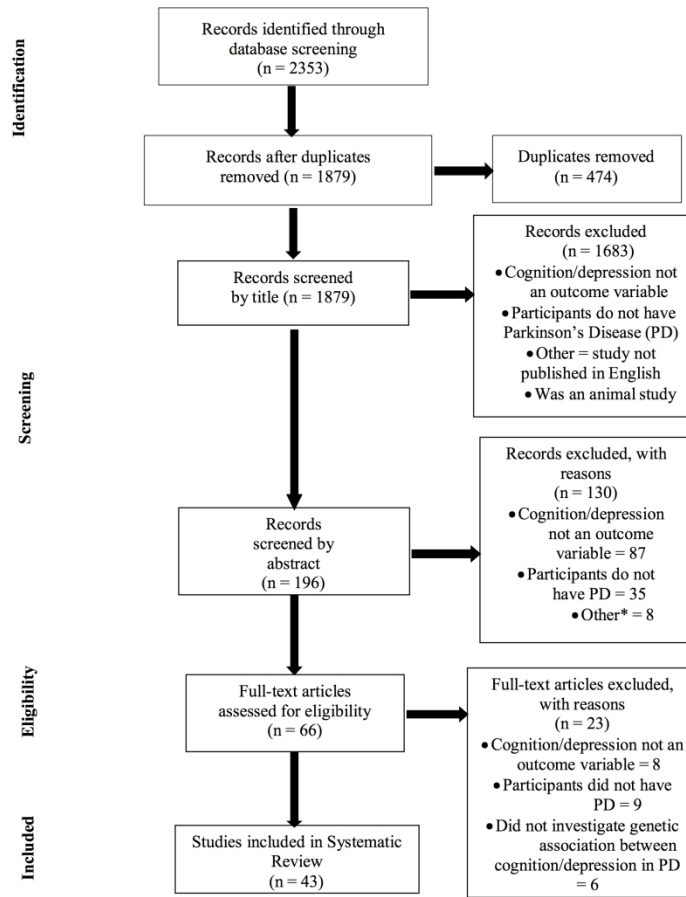 Identification
Records identified through
database screening
(n = 2353)
Records after duplicates
removed (n = 1879)
Duplicates removed
(n = 474)
Screening
Records screened
by title (n = 1879)
Records excluded
(n = 1683)
●Cognition/depression not
an outcome variable
●Participants do not have
Parkinson's Disease (PD)
●Other = study not
published in English
●Was an animal study
Records
screened by
abstract
(n = 196)
Records excluded, with
reasons
(n = 130)
●Cognition/depression
not an outcome
variable = 87
●Participants do not
have PD = 35
●Other* = 8
Eligibility
Full-text articles
assessed for eligibility
(n = 66)
Full-text articles excluded,
with reasons
(n = 23)
●Cognition/depression not an
outcome variable = 8
●Participants did not have
PD = 9
●Did not investigate genetic
association between
cognition/depression in PD
= 6
Included
Studies included in Systematic
Review
(n = 43)